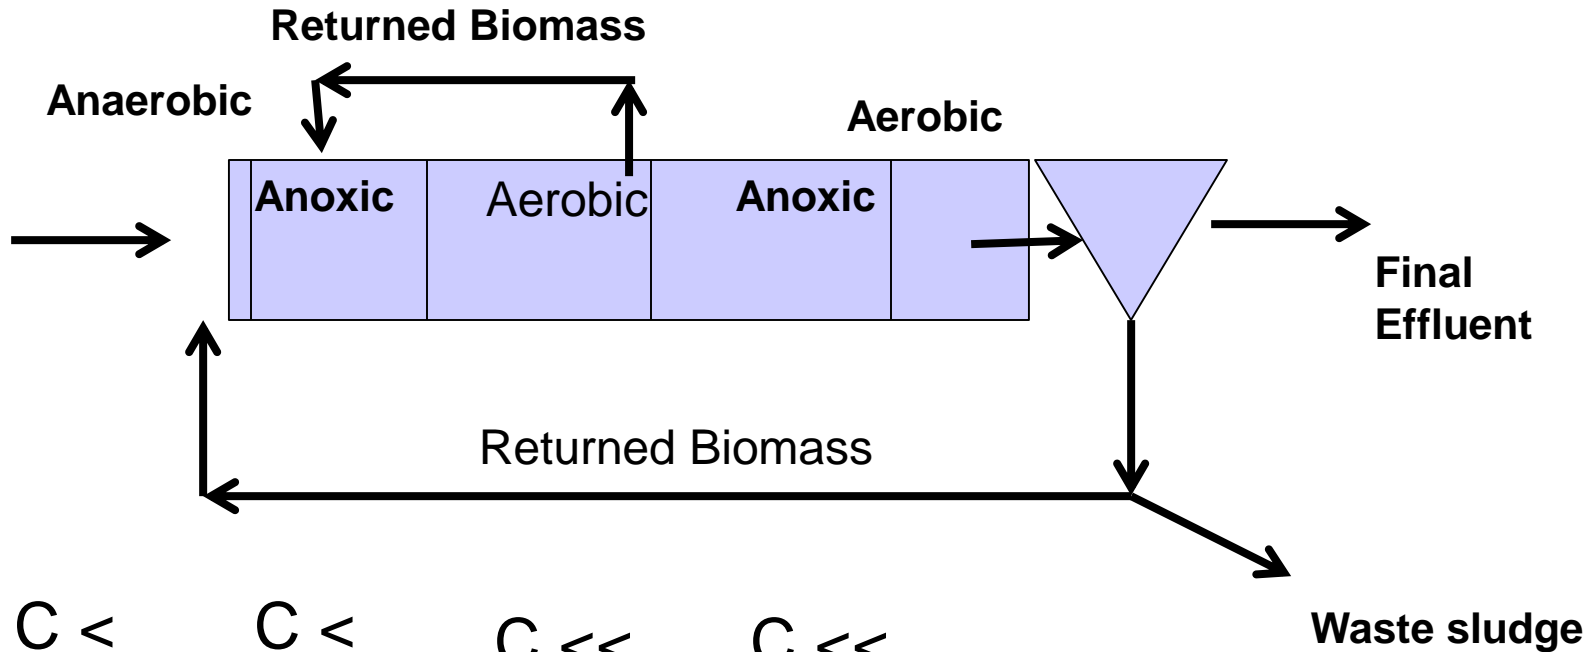 Returned Biomass
Anaerobic
Aerobic
Anoxic
Aerobic
Anoxic
Final
Effluent
Returned Biomass
C <
C <
C <<
C <<
Waste sludge